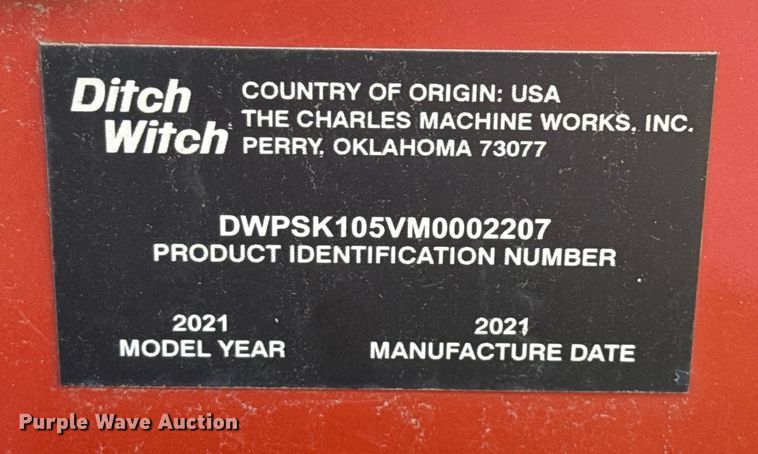 Ditch Witch
COUNTRY OF ORIGIN: USA
THE CHARLES MACHINE WORKS, INC.
PERRY, OKLAHOMA 73077
DWPSK105VM0002207
PRODUCT IDENTIFICATION NUMBER
2021
MODEL YEAR
2021
MANUFACTURE DATE
Purple Wave Auction